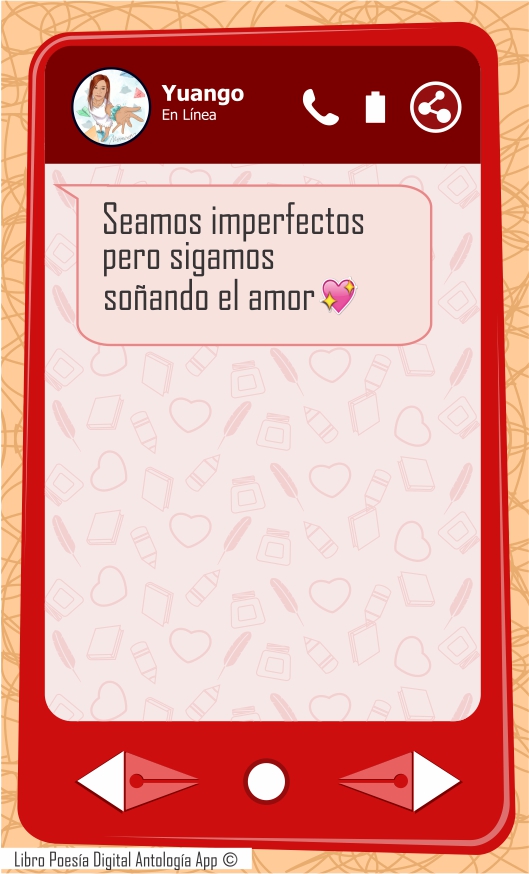 Yuango
En Línea
Seamos imperfectos
pero sigamos
soñando el amor💖
Libro Poesía Digital Antología App ©